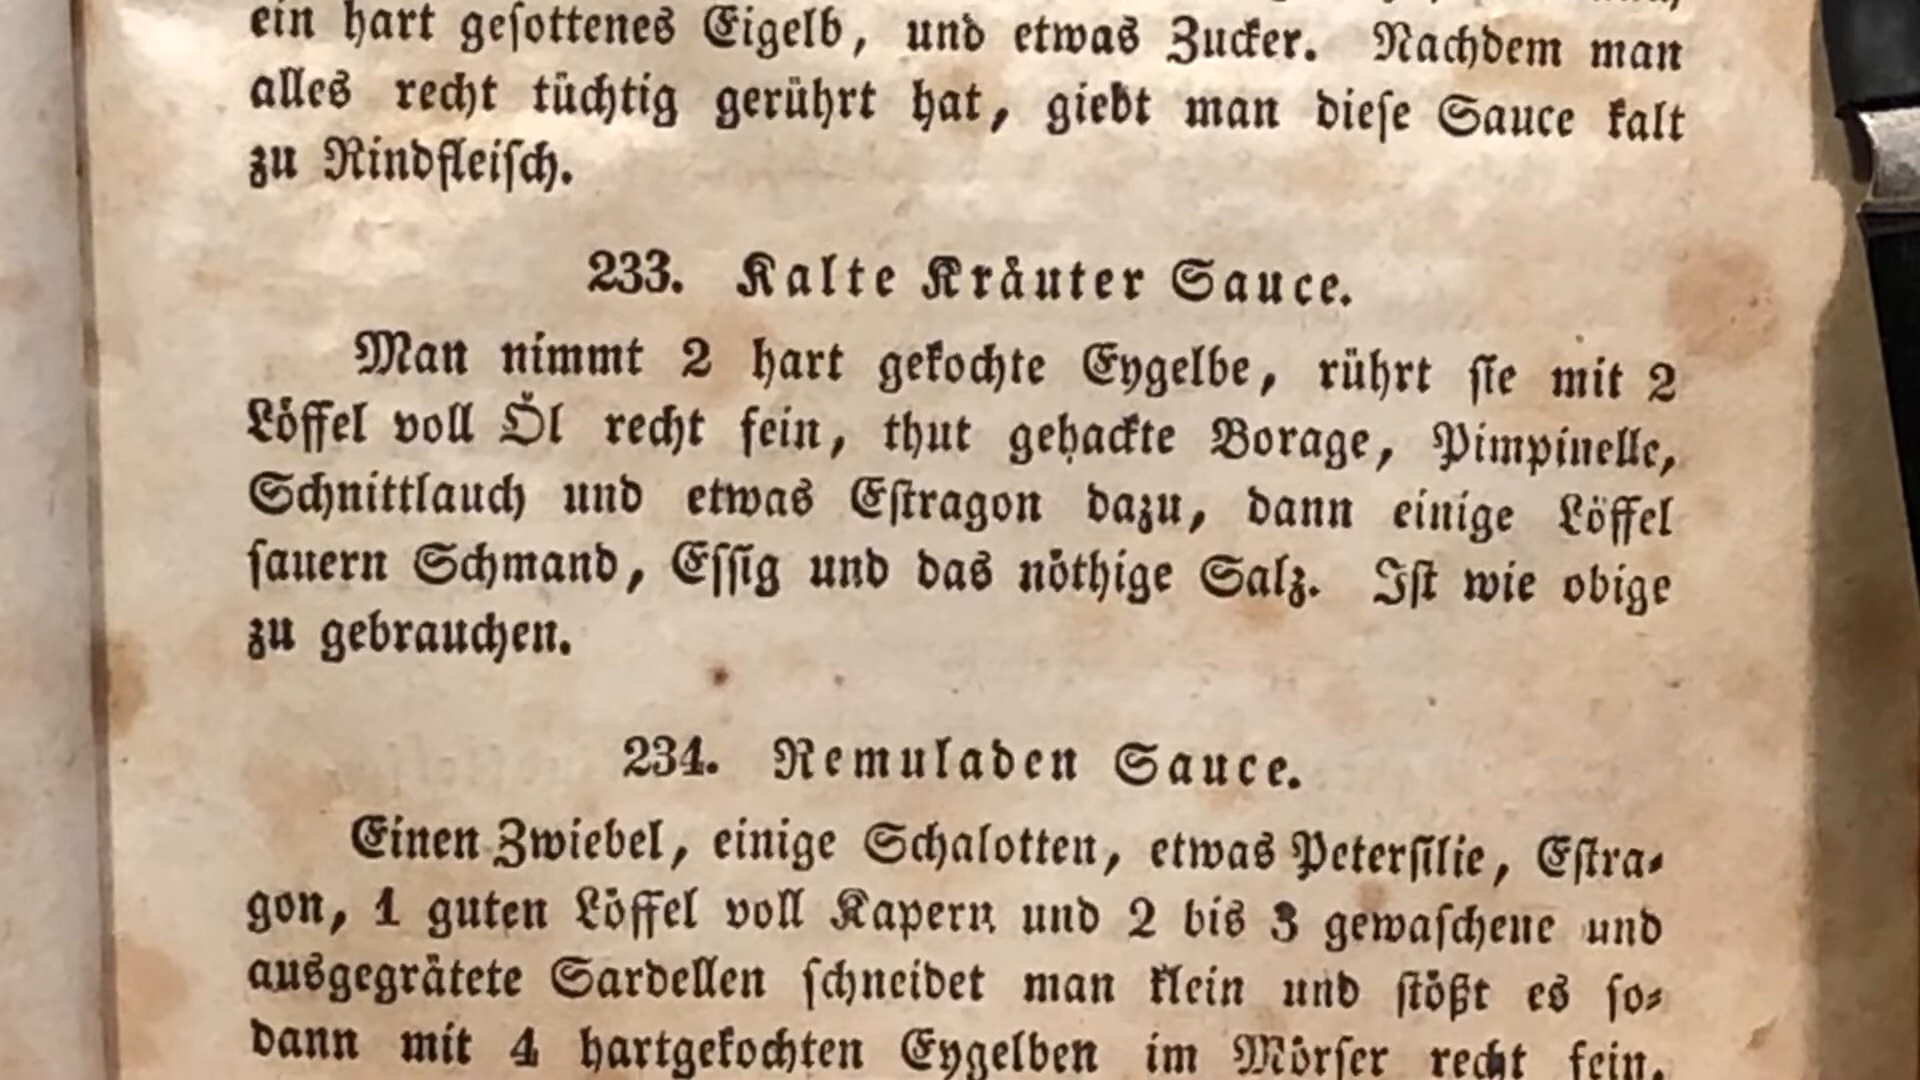 ein hart geſottenes Eigelb, und etwas Zucker. Nachdem man
alles recht tüchtig gerührt hat, giebt man dieſe Sauce kalt
zu Rindfleiſch.
233. Kalte Kräuter Sauce.
Man nimmt 2 hart gekochte Eygelbe, rührt ſie mit 2
Löffel voll Öl recht fein, thut gehackte Borage, Pimpinelle,
Schnittlauch und etwas Eſtragon dazu, dann einige Löffel
ſauern Schmand, Eſſig und das nöthige Salz. Iſt wie obige
zu gebrauchen.
234. Remuladen Sauce.
Einen Zwiebel, einige Schalotten, etwas Peterſilie, Eſtra-
gon, 1 guten Löffel voll Kapern und 2 bis 3 gewaſchene und
ausgegrätete Sardellen ſchneidet man klein und ſtößt es ſo-
dann mit 4 hartgekochten Eygelben im Mörſer recht fein.